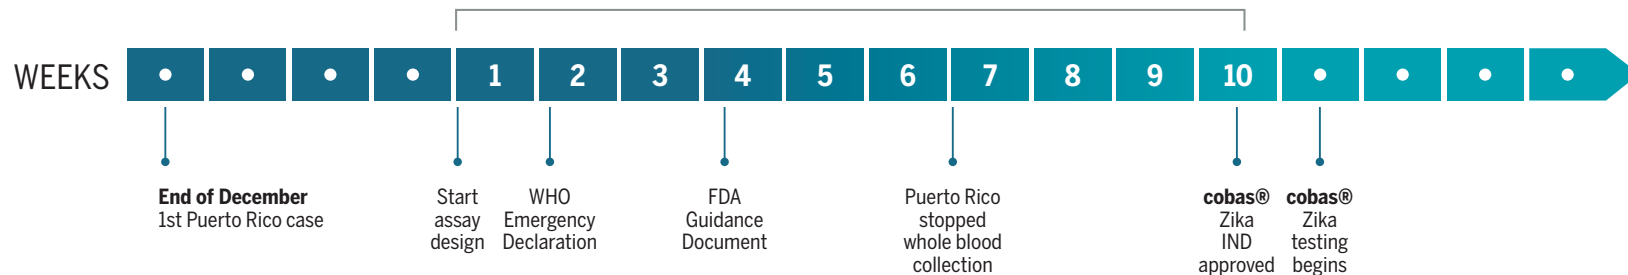 WEEKS 1 2 3 4 5 6 7 8 9 10
End of December
1st Puerto Rico case
Start
assay
design
WHO
Emergency
Declaration
FDA
Guidance
Document
Puerto Rico
stopped
whole blood
collection
cobas®
Zika
IND
approved
cobas®
Zika
testing
begins